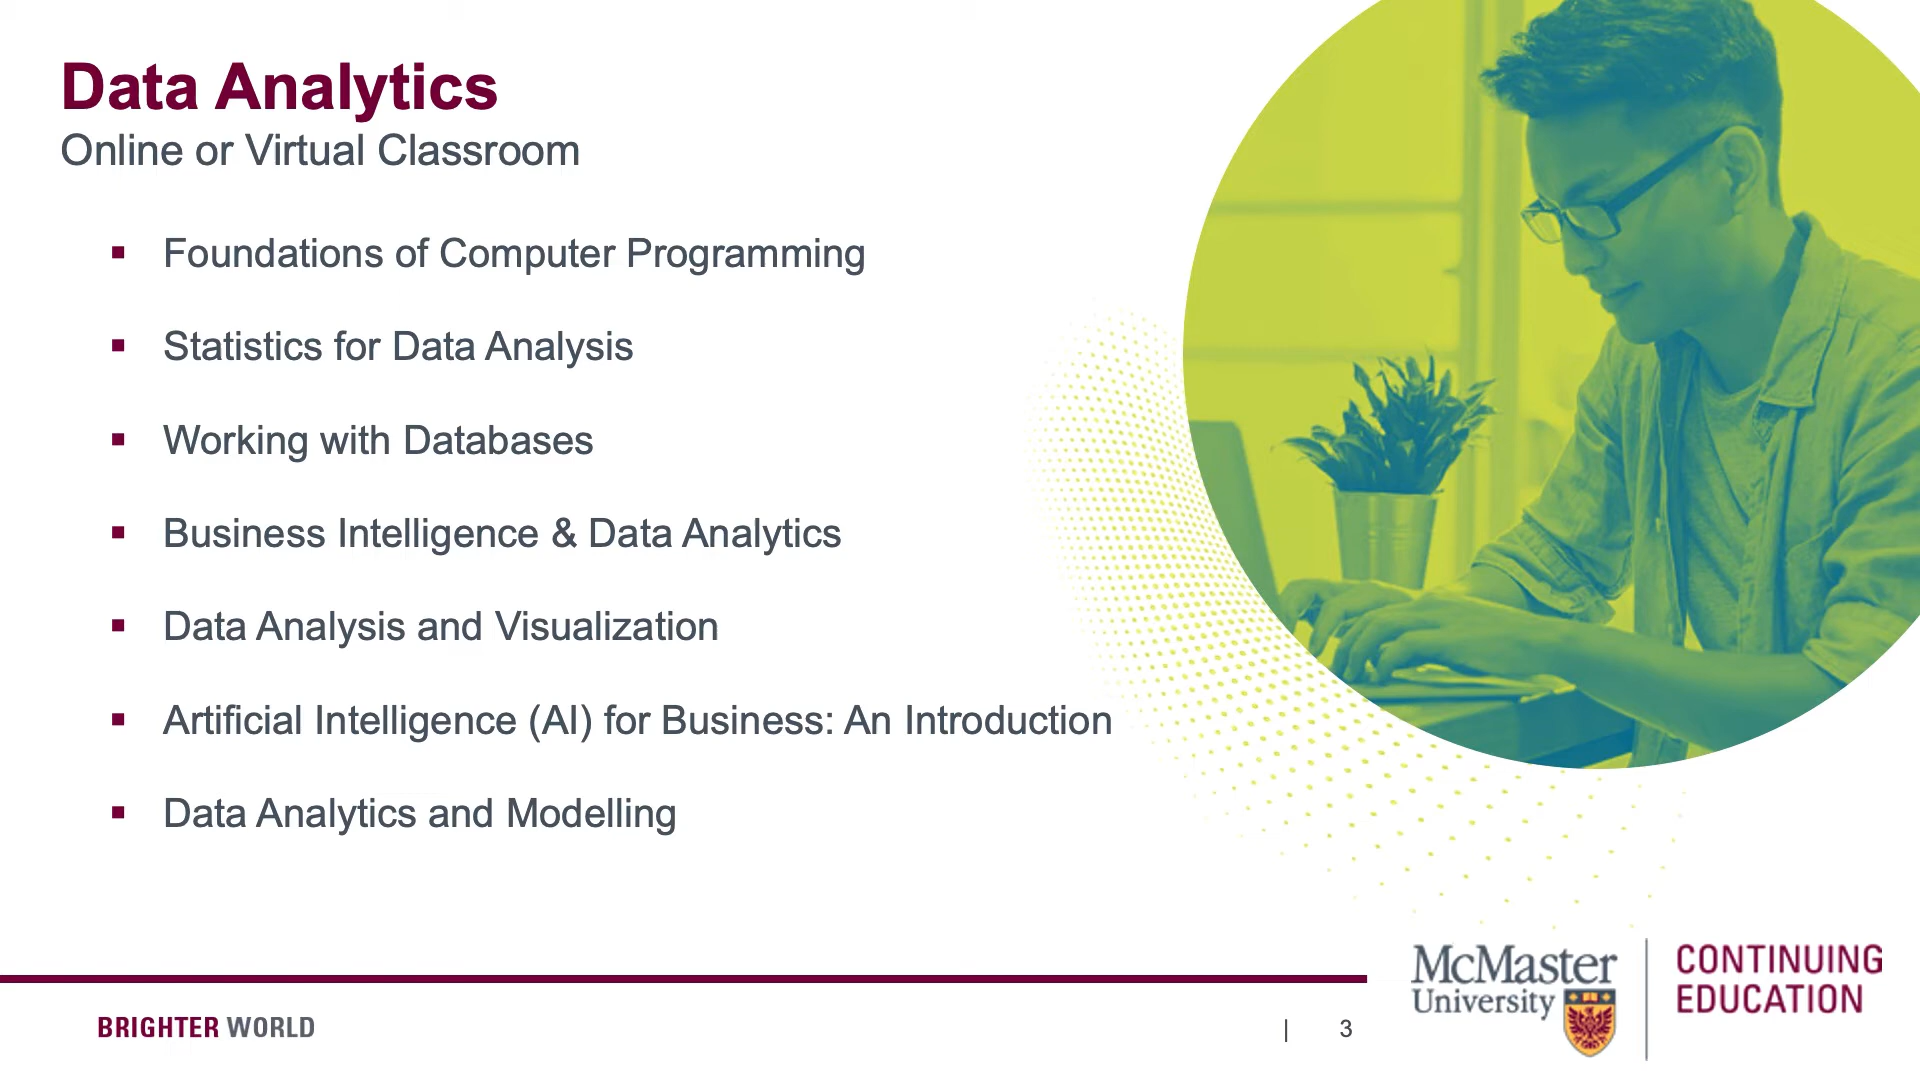 Data Analytics
Online or Virtual Classroom
▪ Foundations of Computer Programming
▪ Statistics for Data Analysis
▪ Working with Databases
▪ Business Intelligence & Data Analytics
▪ Data Analysis and Visualization
▪ Artificial Intelligence (AI) for Business: An Introduction
▪ Data Analytics and Modelling
BRIGHTER WORLD
| 3
McMaster
University
CONTINUING
EDUCATION